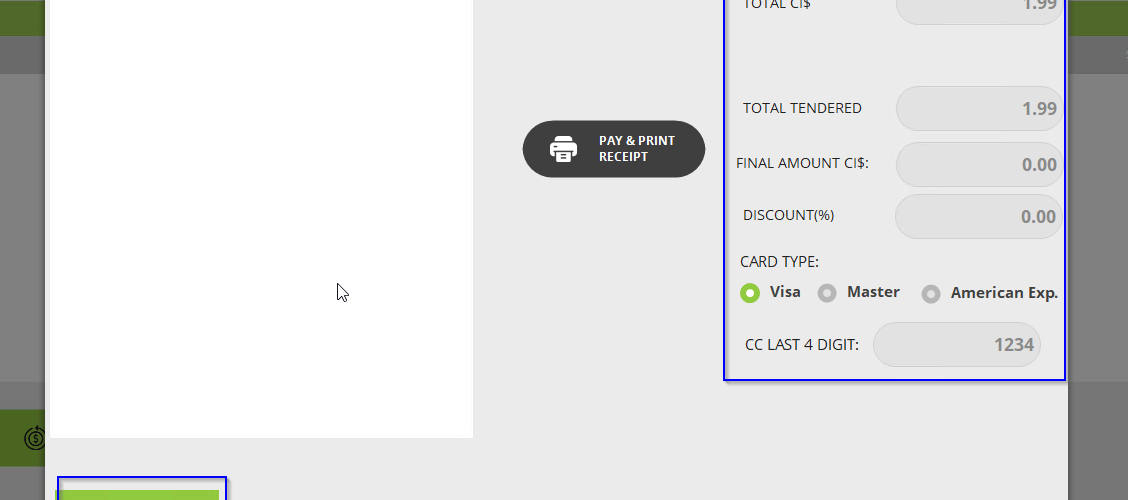 TOTAL CI$
1.99
TOTAL TENDERED
1.99
PAY & PRINT
RECEIPT
FINAL AMOUNT CI$:
0.00
DISCOUNT(%)
0.00
CARD TYPE:
Visa
Master
American Exp.
CC LAST 4 DIGIT:
1234